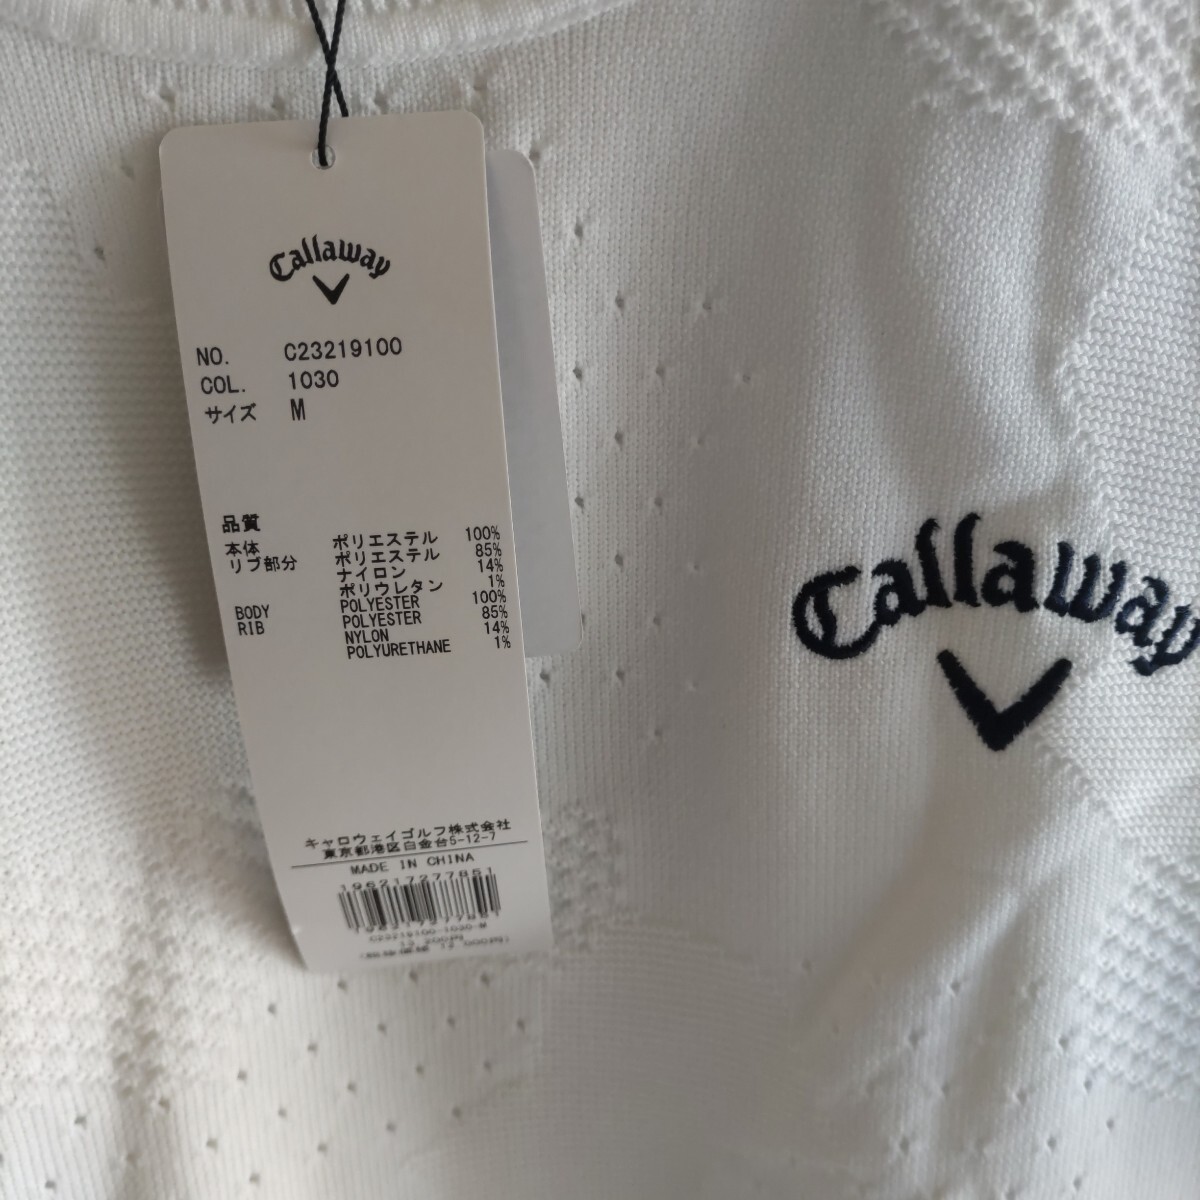 Callaway
NO. C23219100
COL. 1030
サイズ M
品質
本体 ポリエステル 100%
リブ部分 ポリエステル 85%
ナイロン 14%
ポリウレタン 1%
BODY POLYESTER 100%
RIB POLYESTER 85%
NYLON 14%
POLYURETHANE 1%
キャロウェイゴルフ株式会社
東京都港区白金台5-12-7
MADE IN CHINA
196217277851
C23219100-1030-M
Callaway